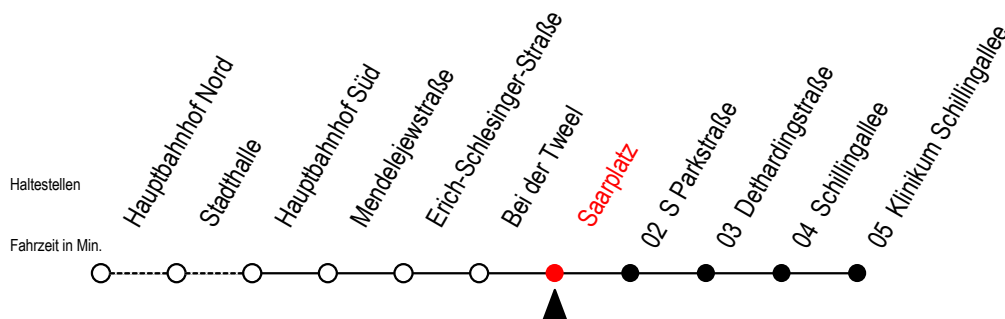 Haltestellen
Fahrzeit in Min.
Hauptbahnhof Nord
Stadthalle
Hauptbahnhof Süd
Mendelejewstraße
Erich-Schlesinger-Straße
Bei der Tweel
Saarplatz
02 S Parkstraße
03 Dethardingstraße
04 Schillingallee
05 Klinikum Schillingallee